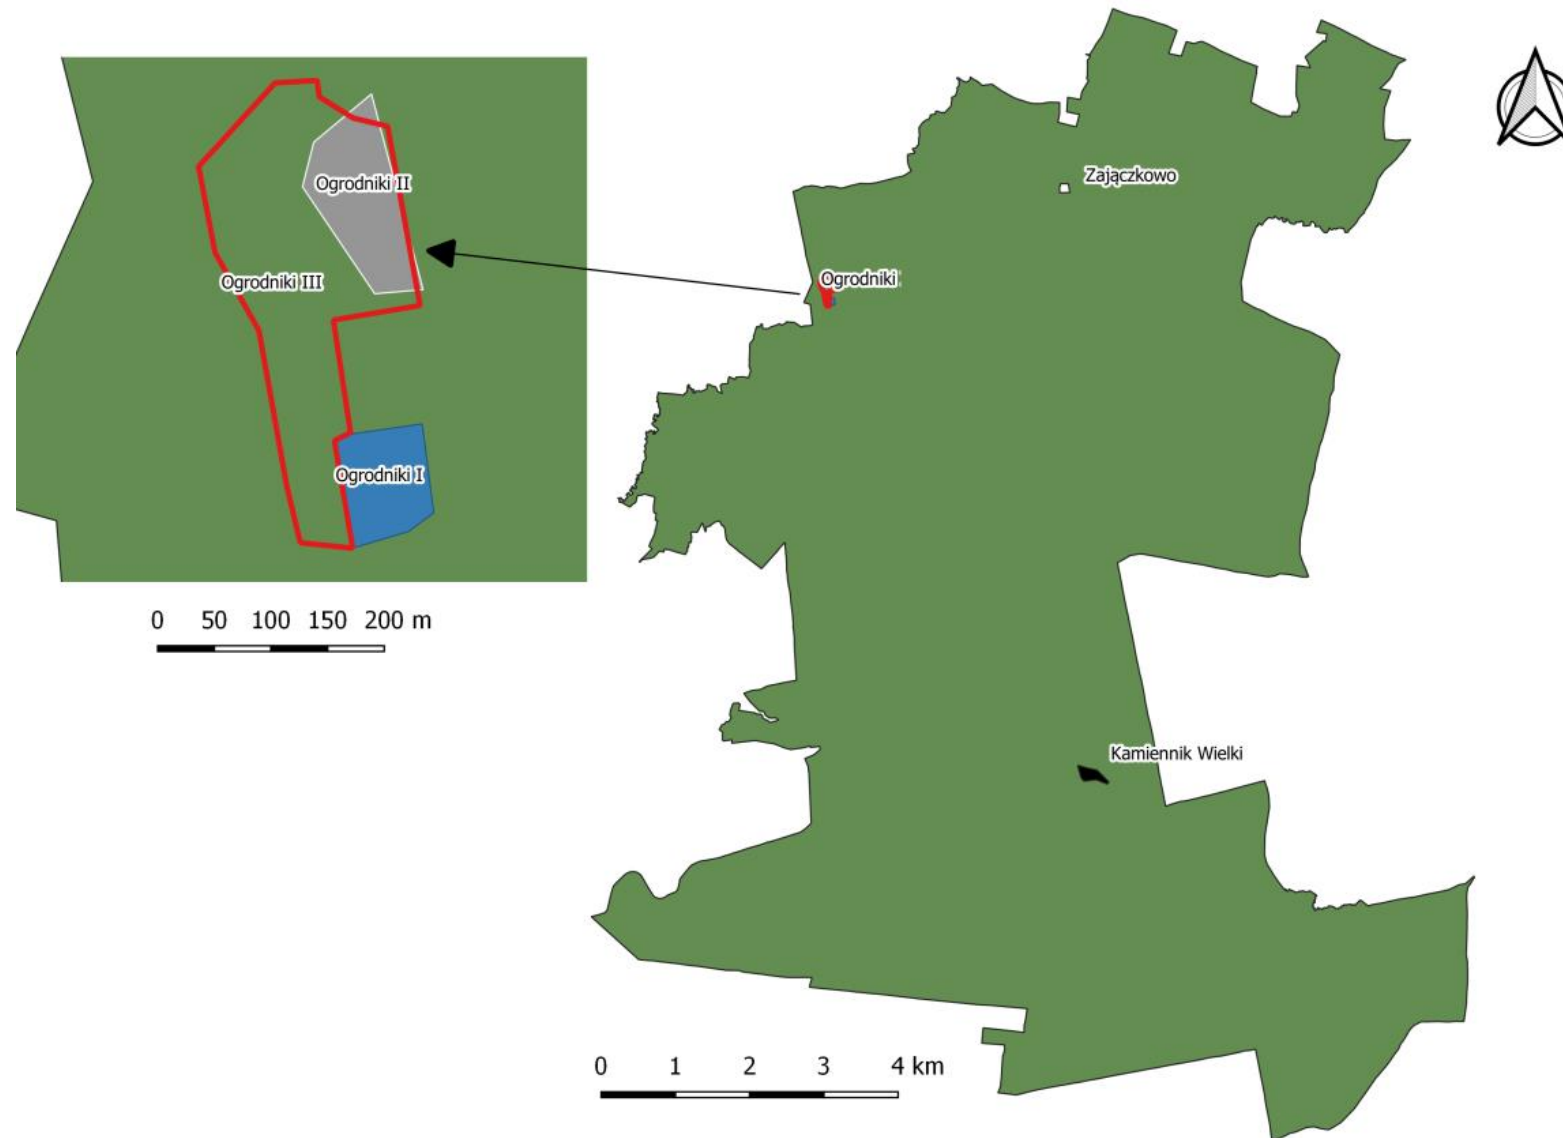 Zajączkowo
Ogrodniki II
Ogrodniki III
Ogrodniki
Ogrodniki I
0 50 100 150 200 m
Kamiennik Wielki
0 1 2 3 4 km